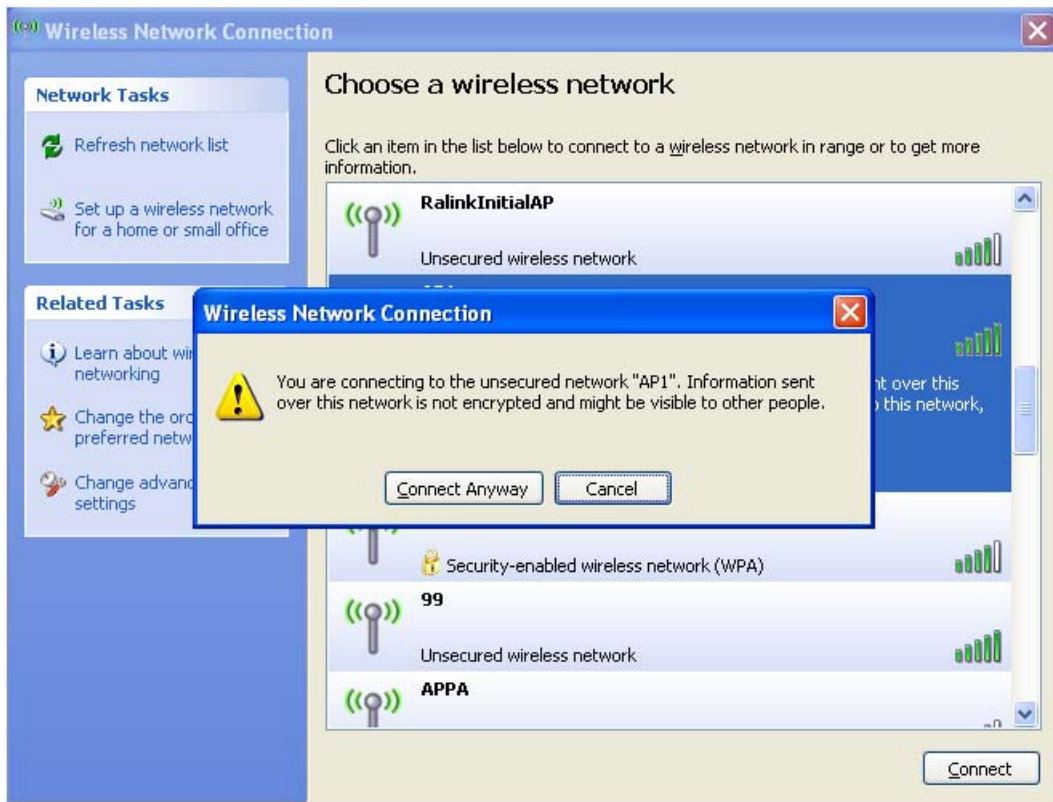 Wireless Network Connection
Network Tasks
Refresh network list
Set up a wireless network
for a home or small office
Related Tasks
Learn about
networking
Change the
preferred
Change
settings
Choose a wireless network
Click an item in the list below to connect to a wireless network in range or to get more
information.
RalinkInitialAP
Unsecured wireless network
over this
this network,
Wireless Network Connection
You are connecting to the unsecured network "AP1". Information sent
over this network is not encrypted and might be visible to other people.
Connect Anyway
Cancel
Security-enabled wireless network (WPA)
99
Unsecured wireless network
APPA
Connect